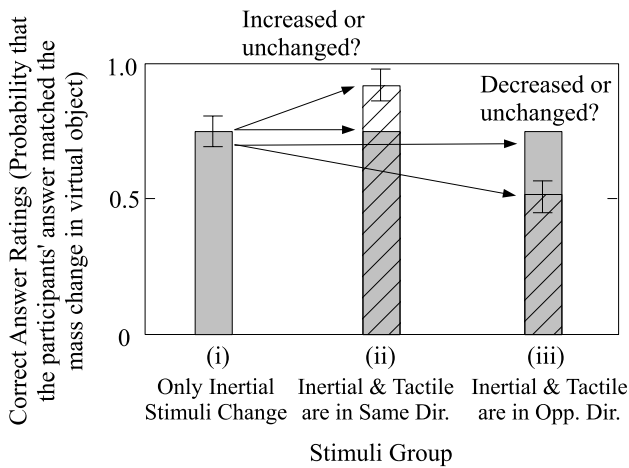 Increased or
unchanged?
Decreased or
unchanged?
Correct Answer Ratings (Probability that
the participants' answer matched the
mass change in virtual object)
1.0
0.5
0
(i)
Only Inertial
Stimuli Change
(ii)
Inertial & Tactile
are in Same Dir.
(iii)
Inertial & Tactile
are in Opp. Dir.
Stimuli Group